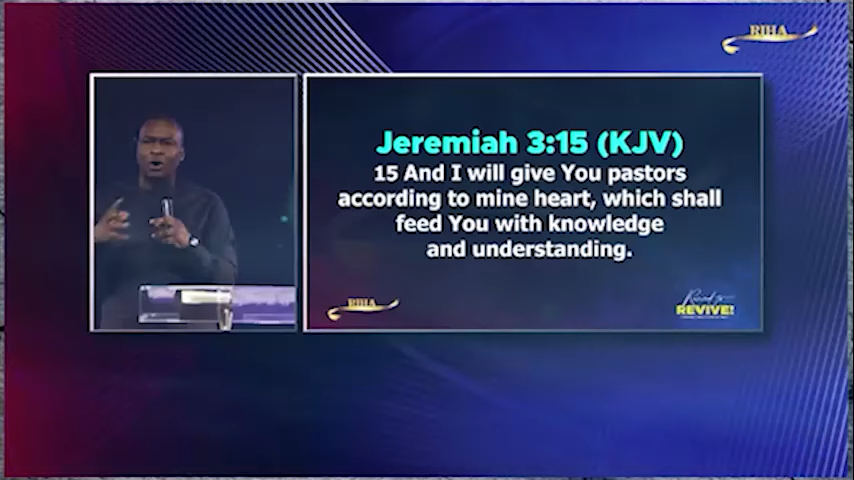 RIHA
Jeremiah 3:15 (KJV)
15 And I will give You pastors
according to mine heart, which shall
feed You with knowledge
and understanding.
RIHA
REVIVE!